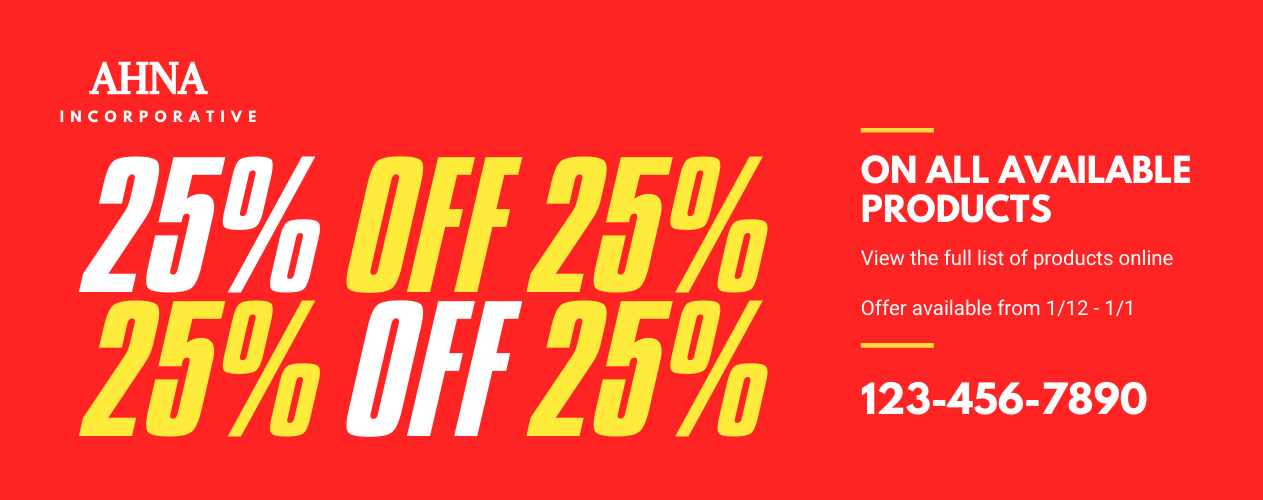 AHNA
INCORPORATIVE
25% OFF 25%
25% OFF 25%
ON ALL AVAILABLE
PRODUCTS
View the full list of products online
Offer available from 1/12 - 1/1
123-456-7890